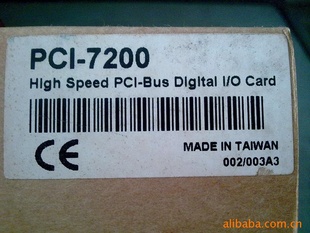 PCI-7200
High Speed PCI-Bus Digital I/O Card
CE
MADE IN TAIWAN
002/003A3
alibaba.com.cn